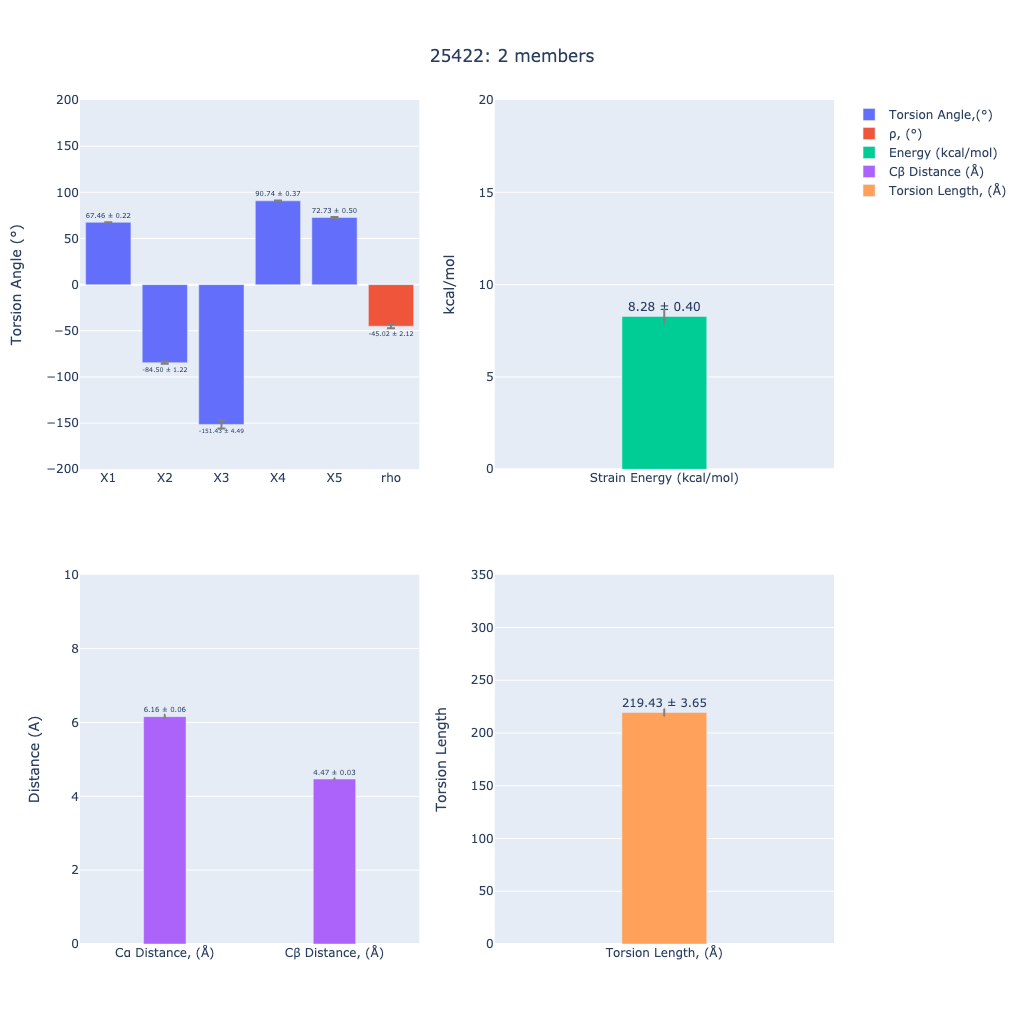 25422: 2 members
200
150
100
50
0
−50
−100
−150
−200
Torsion Angle (°)
67.46 ± 0.22
-84.50 ± 1.22
-151.43 ± 4.49
90.74 ± 0.37
72.73 ± 0.50
-45.02 ± 2.12
X1 X2 X3 X4 X5 rho
20
15
10
5
0
kcal/mol
8.28 ± 0.40
Strain Energy (kcal/mol)
Torsion Angle,(°)
ρ, (°)
Energy (kcal/mol)
Cβ Distance (Å)
Torsion Length, (Å)
10
8
6
4
2
0
Distance (A)
6.16 ± 0.06
4.47 ± 0.03
Cα Distance, (Å) Cβ Distance, (Å)
350
300
250
200
150
100
50
0
Torsion Length
219.43 ± 3.65
Torsion Length, (Å)